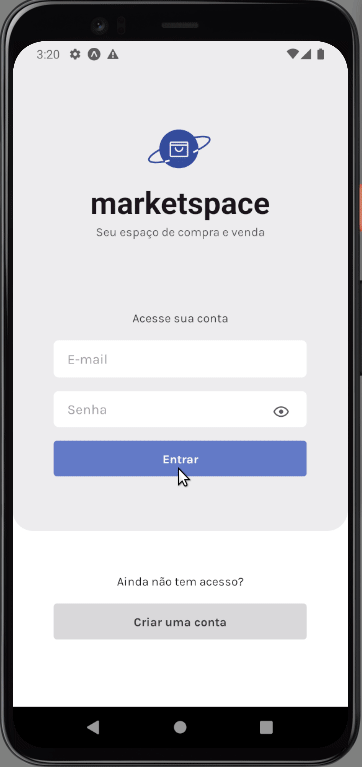 3:20
marketspace
Seu espaço de compra e venda
Acesse sua conta
E-mail
Senha
Entrar
Ainda não tem acesso?
Criar uma conta